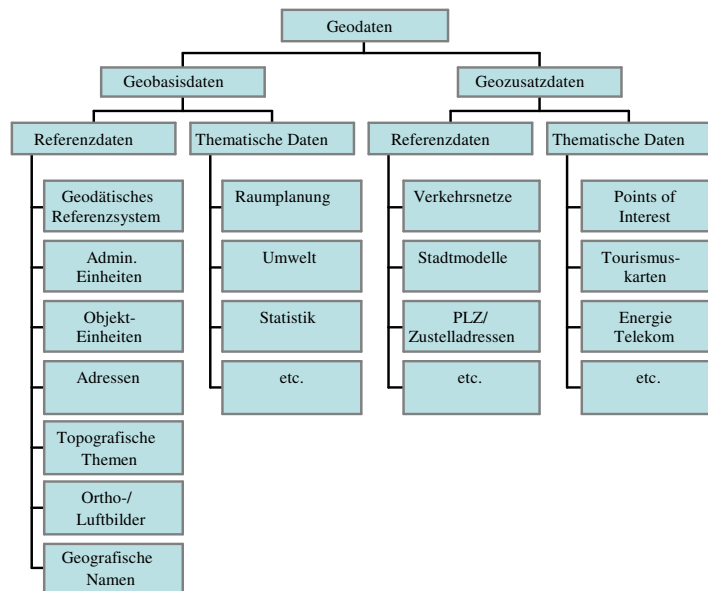 Geodaten
Geobasisdaten
Geozusatzdaten
Referenzdaten
Thematische Daten
Referenzdaten
Thematische Daten
Geodätisches
Referenzsystem
Admin.
Einheiten
Objekt-
Einheiten
Adressen
Topografische
Themen
Ortho-/
Luftbilder
Geografische
Namen
Raumplanung
Umwelt
Statistik
etc.
Verkehrsnetze
Stadtmodelle
PLZ/
Zustelladressen
etc.
Points of
Interest
Tourismus-
karten
Energie
Telekom
etc.